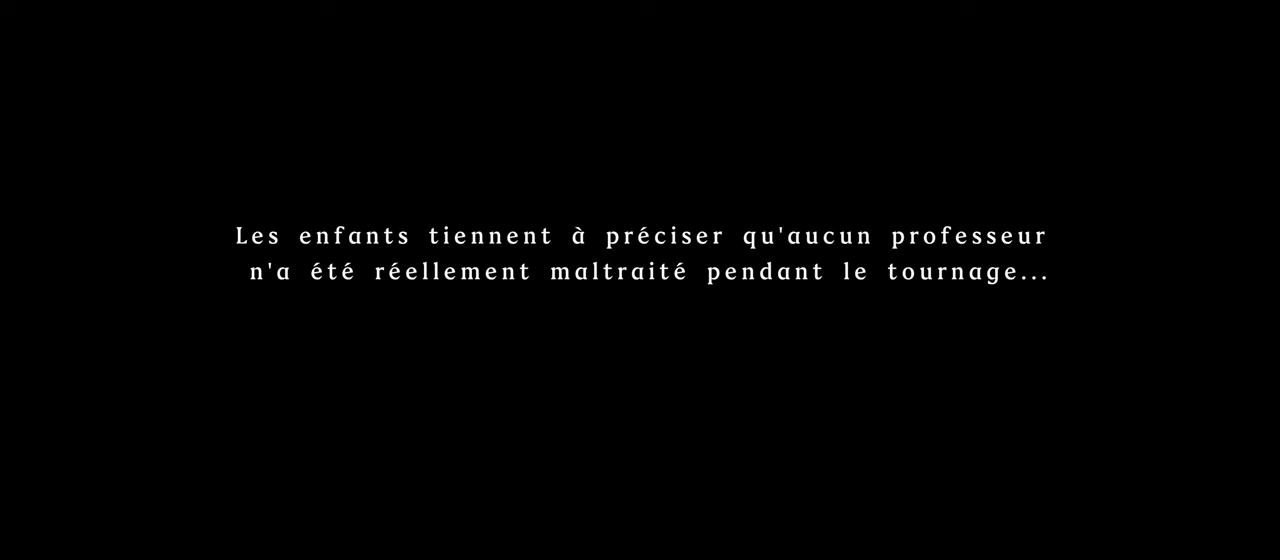 Les enfants tiennent à préciser qu'aucun professeur
n'a été réellement maltraité pendant le tournage...